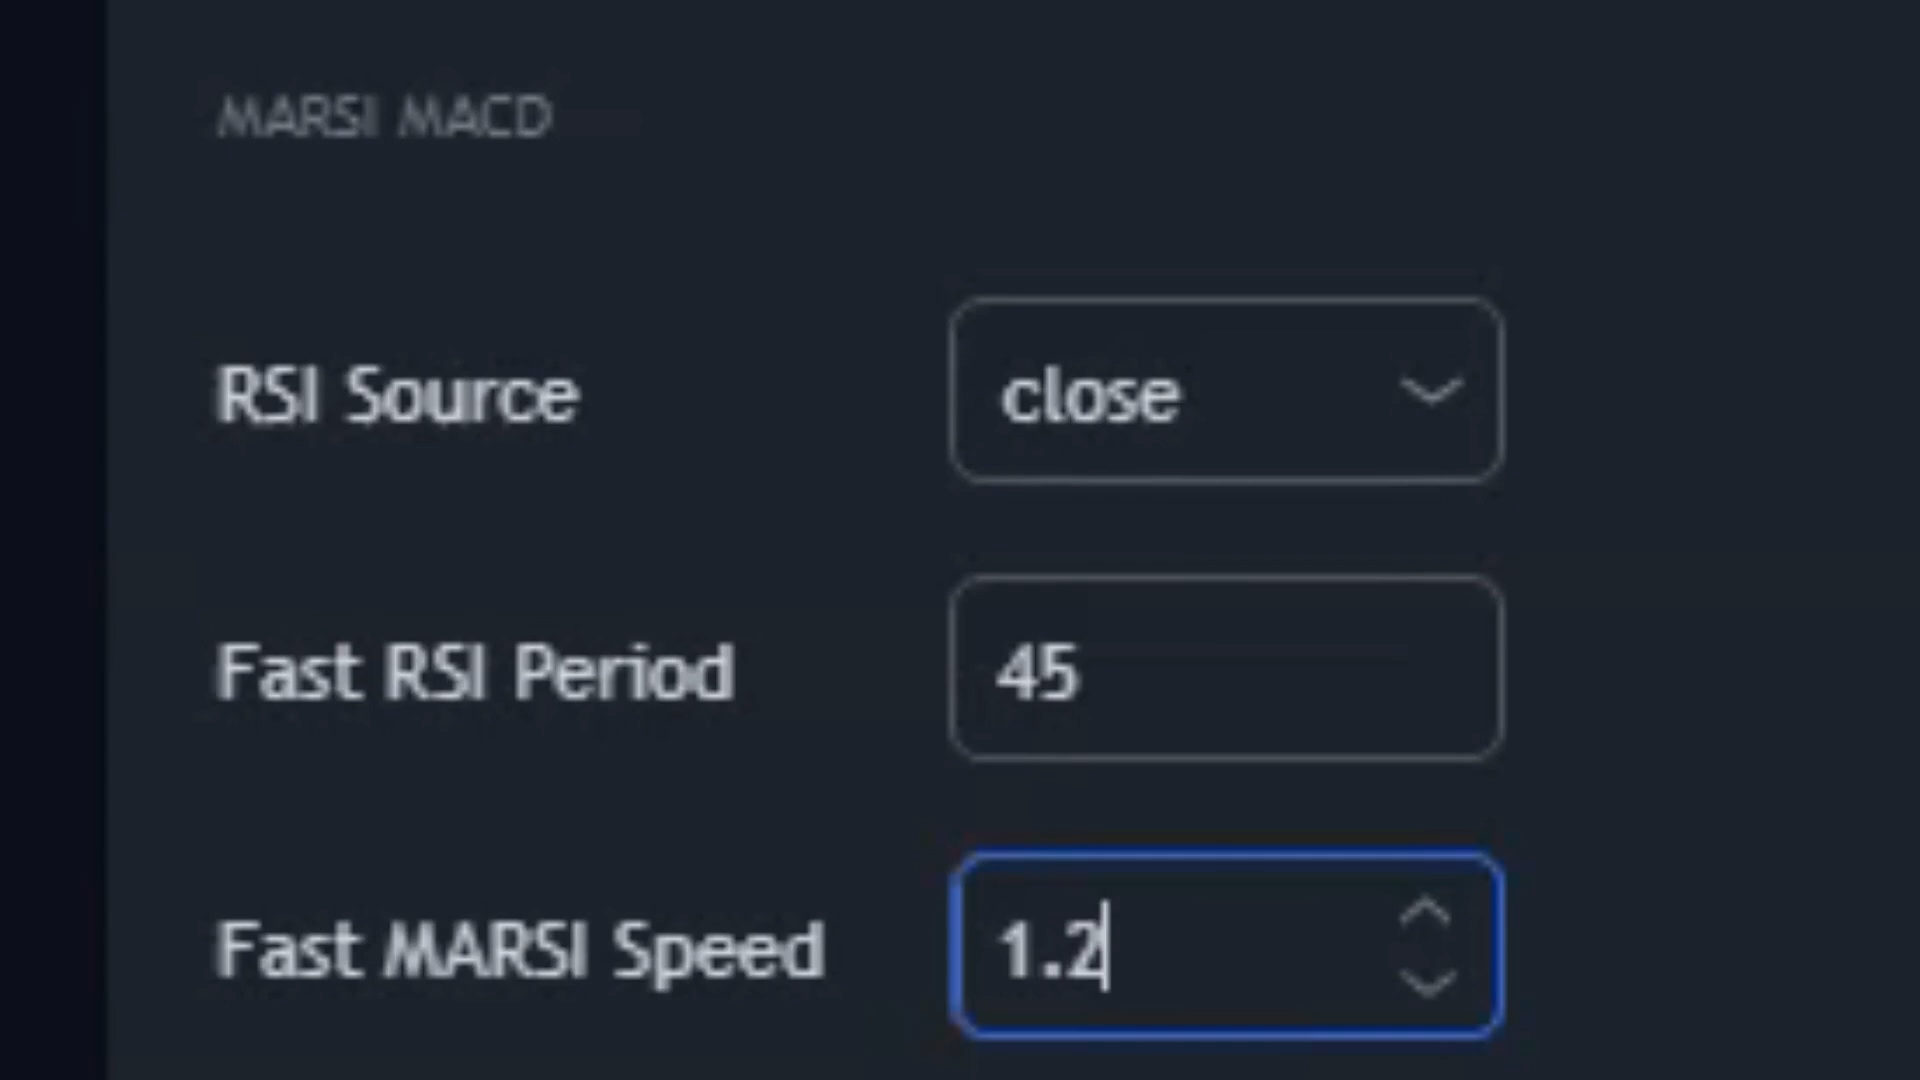 MARSI MACD
RSI Source close
Fast RSI Period 45
Fast MARSI Speed 1.2